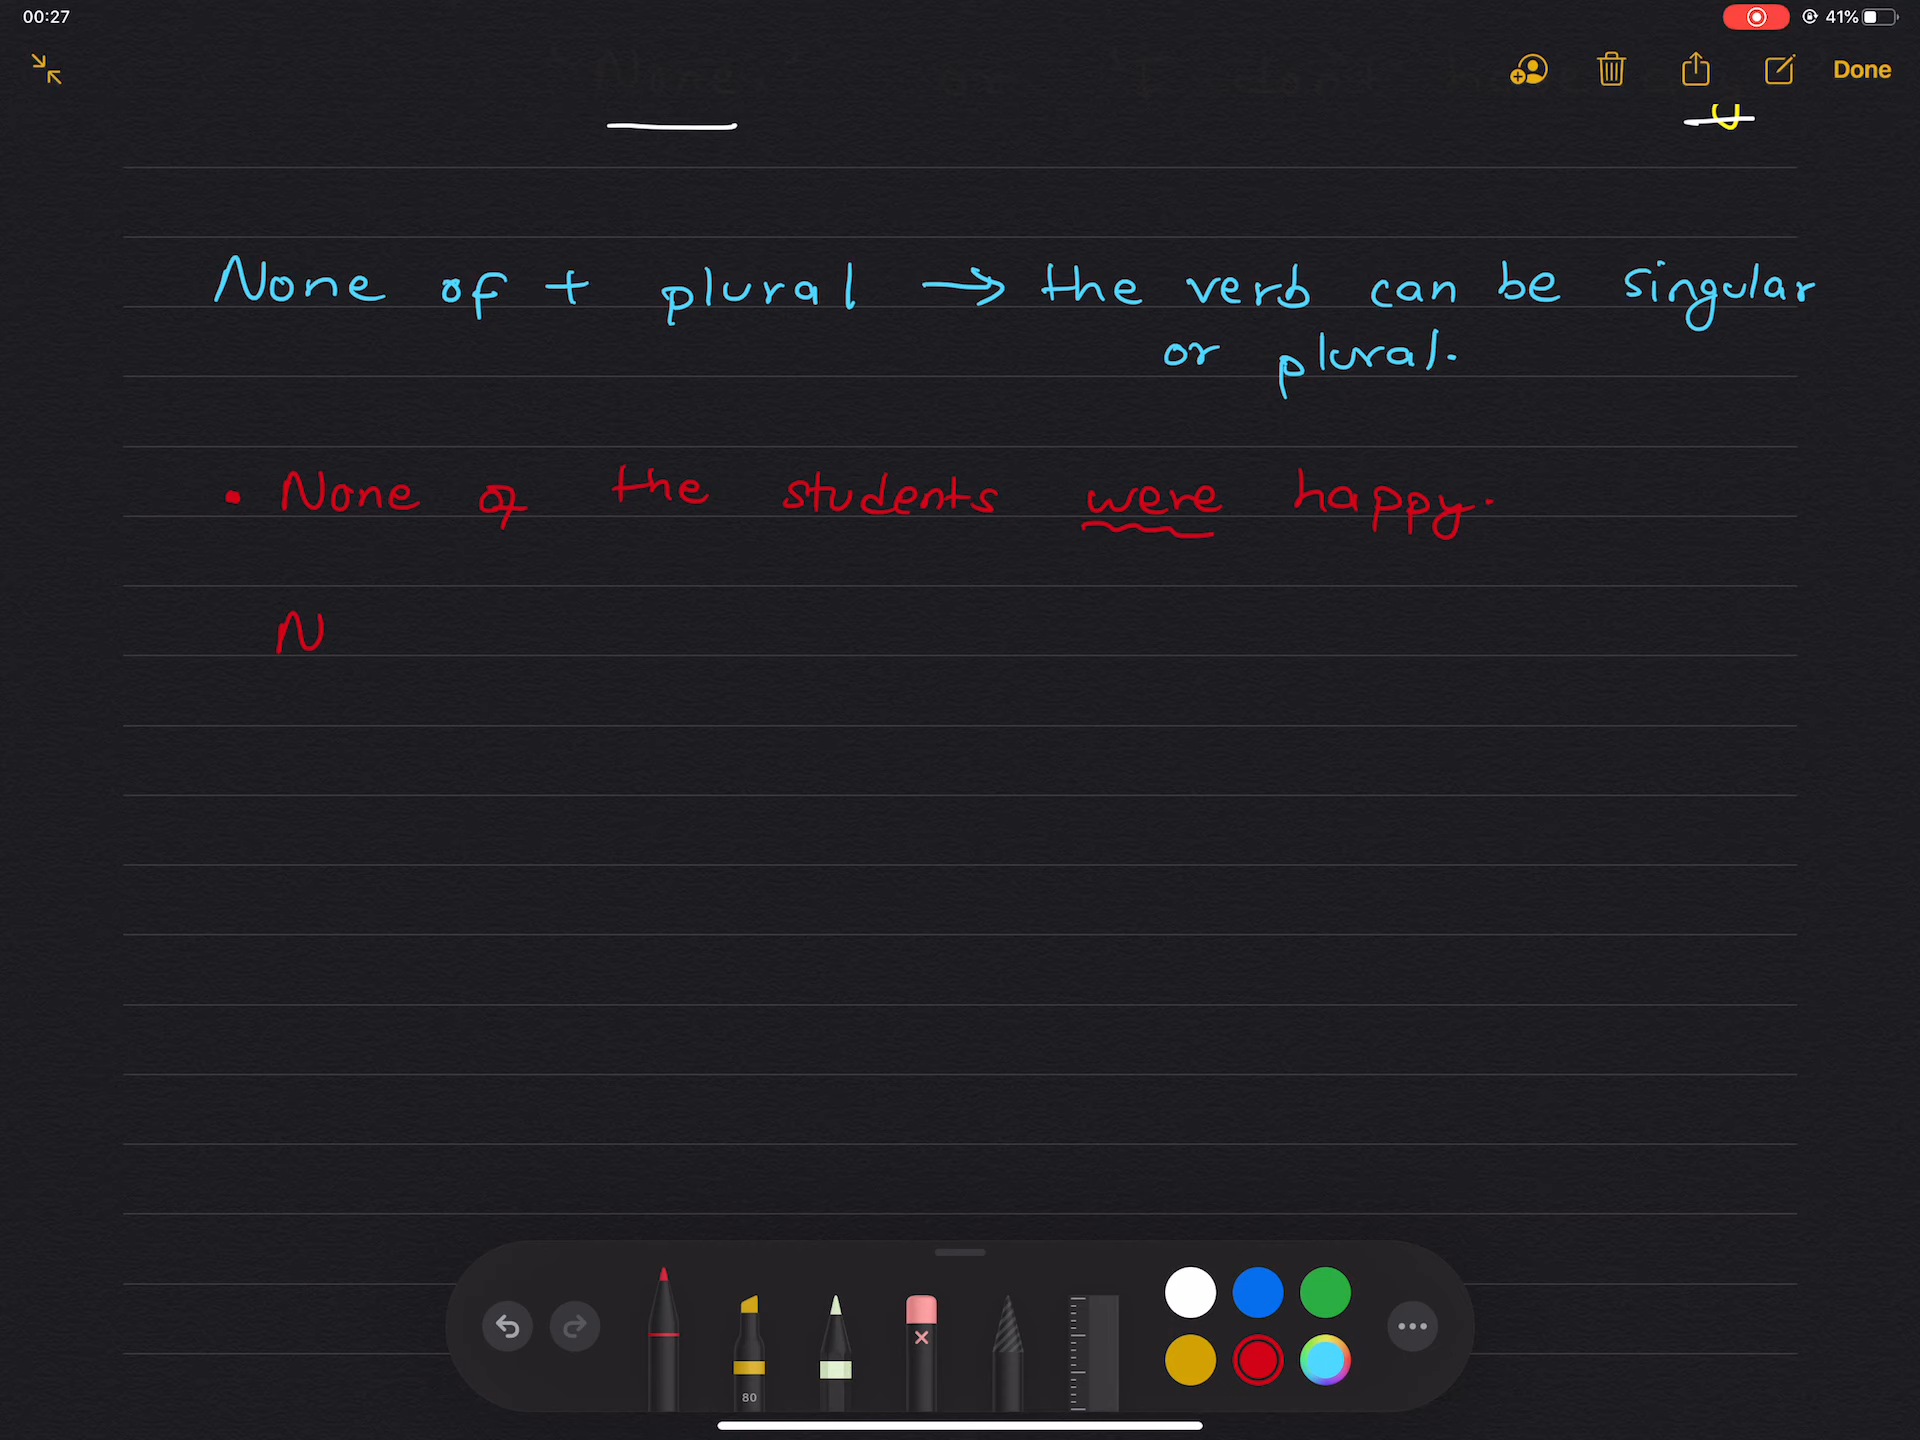 00:27
41%
None
Done
None of + plural → the verb can be singular
or plural.
• None of the students were happy.
N
80